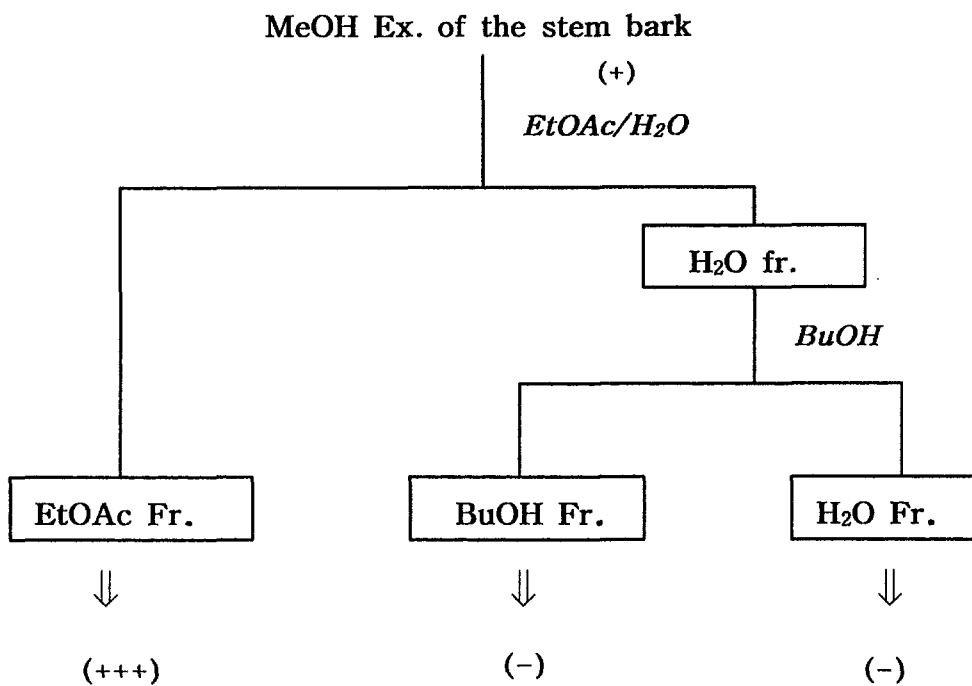 MeOH Ex. of the stem bark
(+)
EtOAc/H₂O
H₂O fr.
BuOH
EtOAc Fr.
BuOH Fr.
H₂O Fr.
⇓ ⇓ ⇓
(+++) (-) (-)